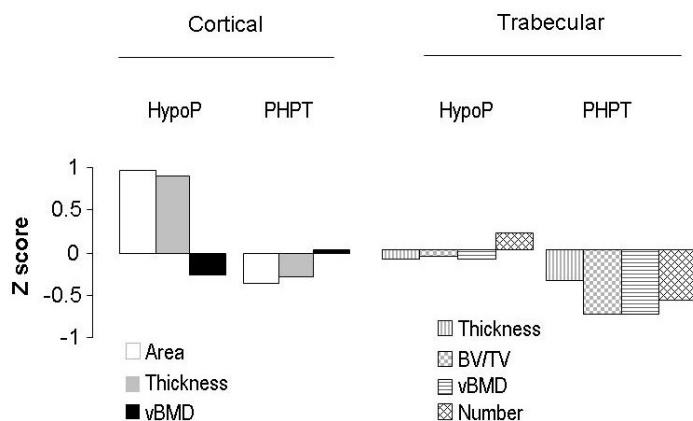 Cortical
Trabecular
HypoP
PHPT
HypoP
PHPT
Z score
1
0.5
0
-0.5
-1
Area
Thickness
vBMD
Thickness
BV/TV
vBMD
Number